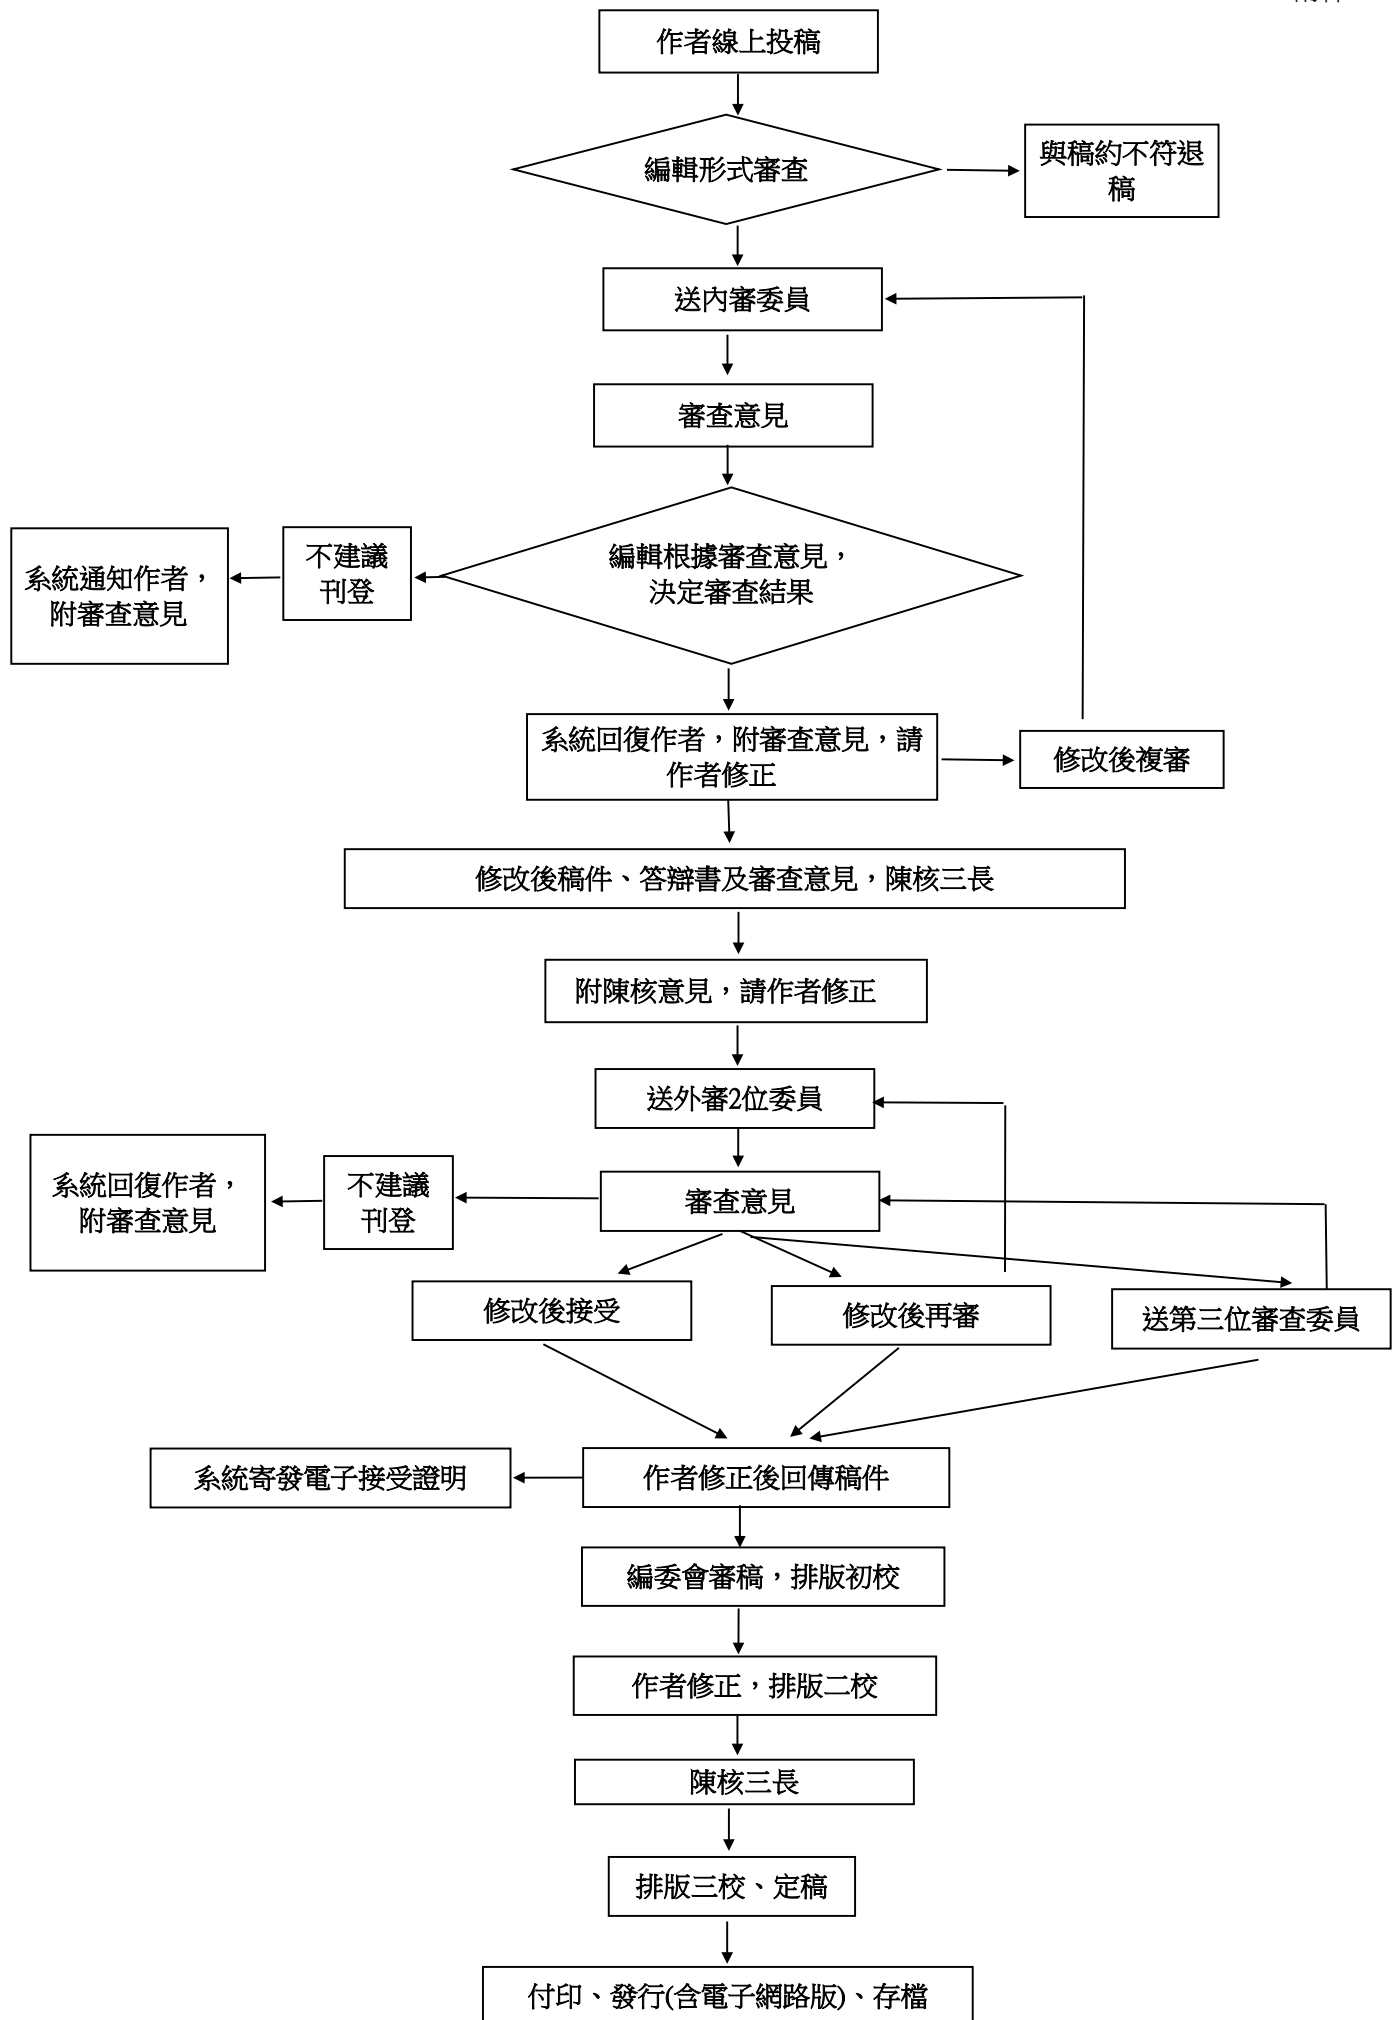 作者線上投稿
編輯形式審查
與稿約不符退
稿
送內審委員
審查意見
編輯根據審查意見，
決定審查結果
不建議
刊登
系統通知作者，
附審查意見
系統回復作者，附審查意見，請
作者修正
修改後複審
修改後稿件、答辯書及審查意見，陳核三長
附陳核意見，請作者修正
送外審2位委員
審查意見
不建議
刊登
系統回復作者，
附審查意見
修改後接受
修改後再審
送第三位審查委員
作者修正後回傳稿件
系統寄發電子接受證明
編委會審稿，排版初校
作者修正，排版二校
陳核三長
排版三校、定稿
付印、發行(含電子網路版)、存檔